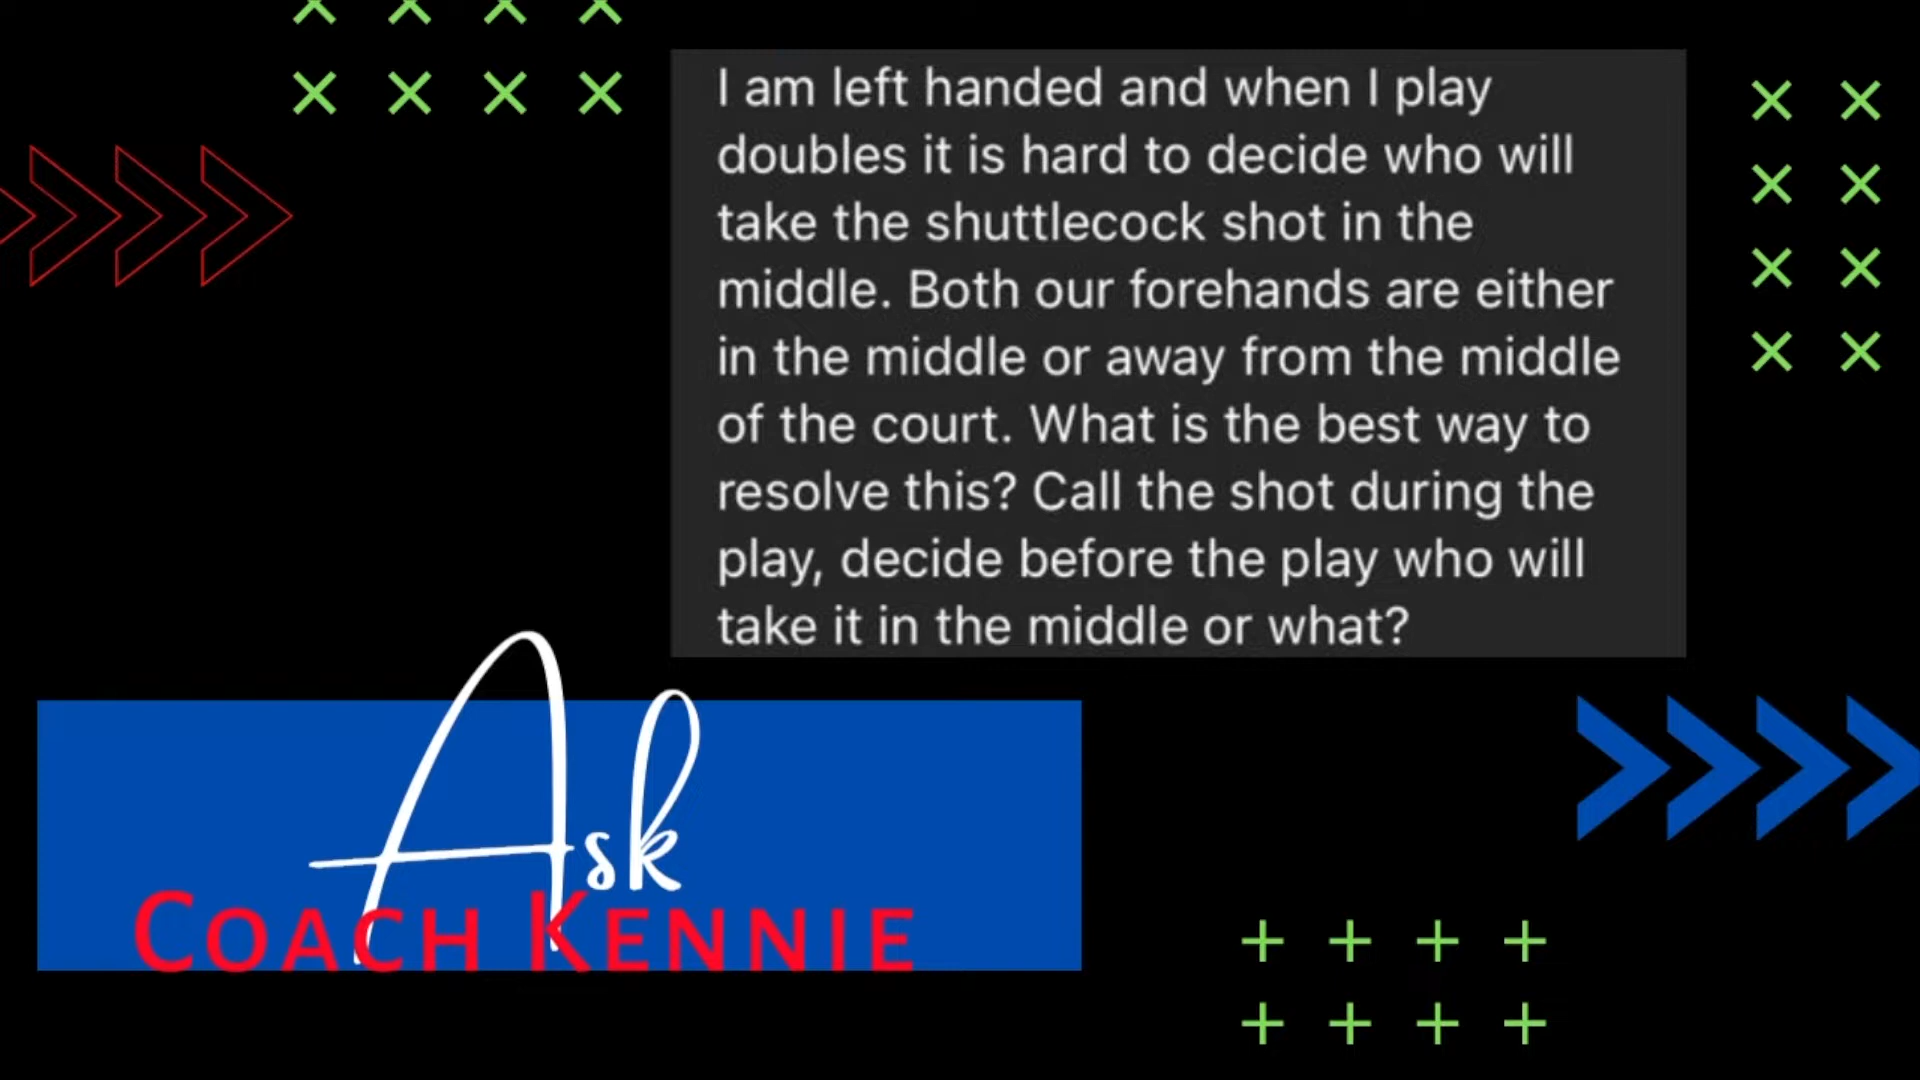 I am left handed and when I play
doubles it is hard to decide who will
take the shuttlecock shot in the
middle. Both our forehands are either
in the middle or away from the middle
of the court. What is the best way to
resolve this? Call the shot during the
play, decide before the play who will
take it in the middle or what?
Ask
COACH KENNIE